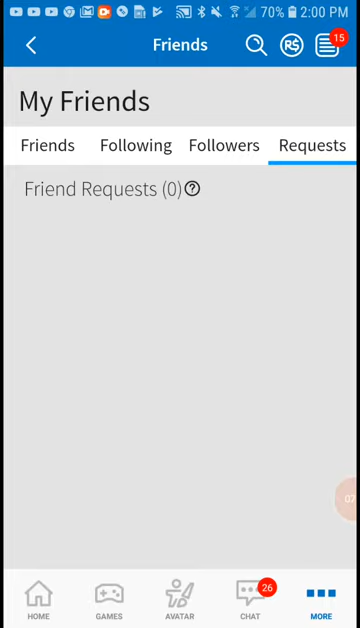 70% 2:00 PM
Friends R$ 15
My Friends
Friends Following Followers Requests
Friend Requests (0) ?
07
26
HOME GAMES AVATAR CHAT MORE